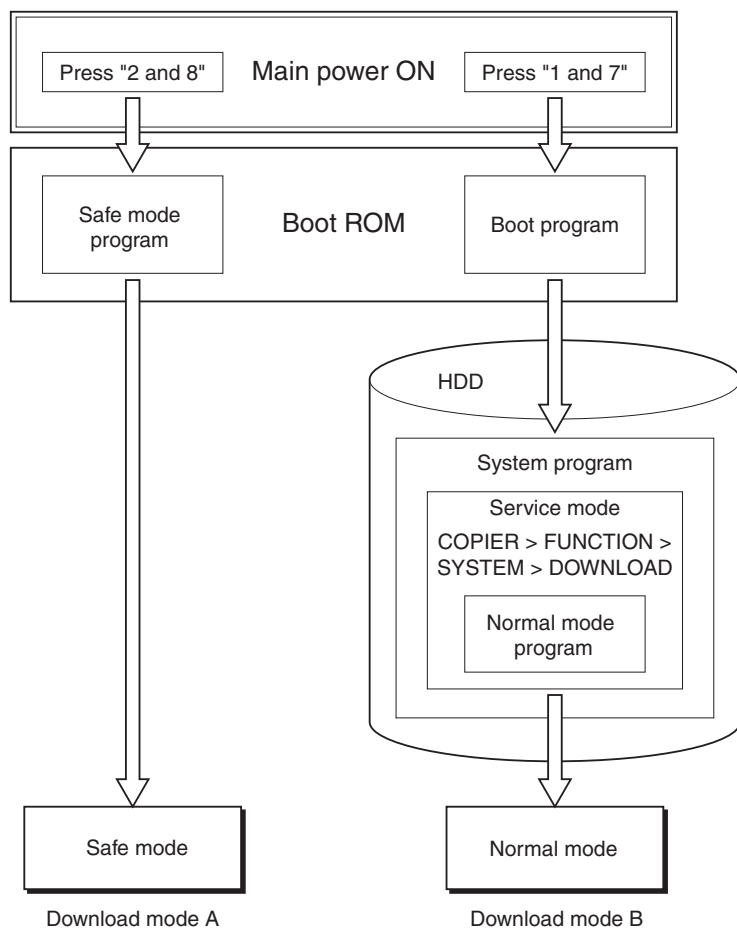 Press "2 and 8"
Main power ON
Press "1 and 7"
Safe mode
program
Boot ROM
Boot program
HDD
System program
Service mode
COPIER > FUNCTION >
SYSTEM > DOWNLOAD
Normal mode
program
Safe mode
Normal mode
Download mode A
Download mode B